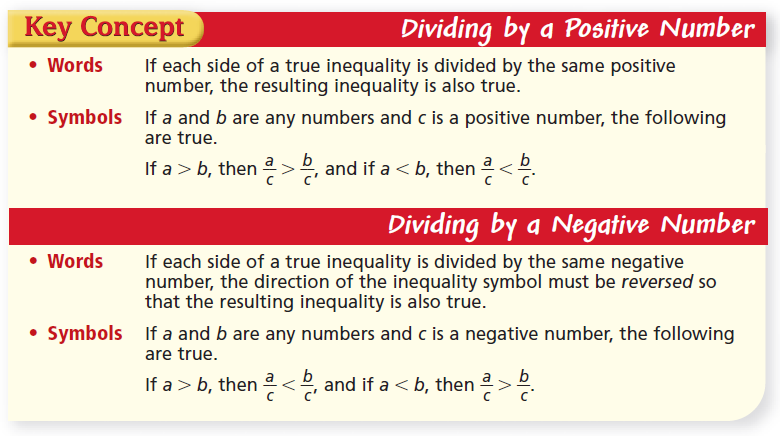 Key Concept Dividing by a Positive Number
• Words If each side of a true inequality is divided by the same positive
number, the resulting inequality is also true.
• Symbols If a and b are any numbers and c is a positive number, the following
are true.
If a > b, then a/c > b/c, and if a < b, then a/c < b/c.
Dividing by a Negative Number
• Words If each side of a true inequality is divided by the same negative
number, the direction of the inequality symbol must be reversed so
that the resulting inequality is also true.
• Symbols If a and b are any numbers and c is a negative number, the following
are true.
If a > b, then a/c < b/c, and if a < b, then a/c > b/c.